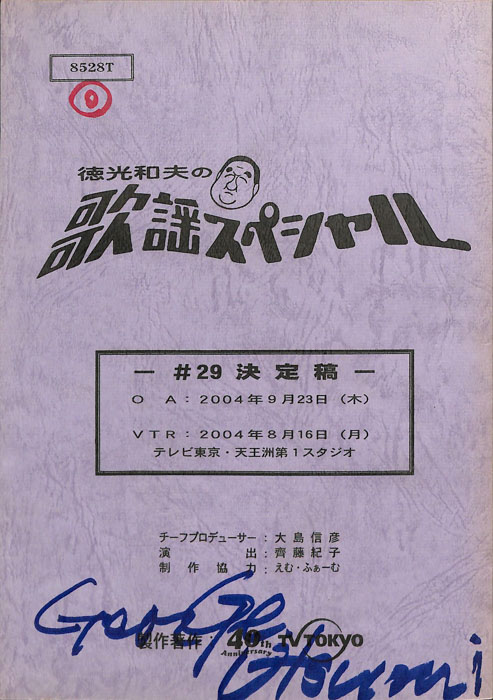 8528T
徳光和夫の
歌謡スペシャル
― #29 決定稿 ―
O A：2004年9月23日（木）
VTR：2004年8月16日（月）
テレビ東京・天王洲第1スタジオ
チーフプロデューサー：大島信彦
演出：齊藤紀子
制作協力：えむ・ふぁーむ
製作著作：40th Anniversary TV TOKYO